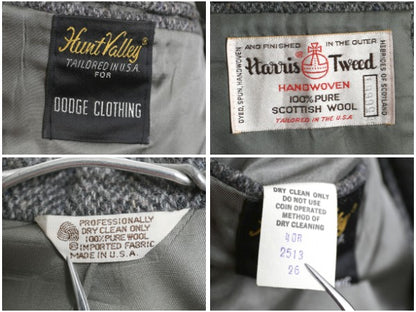 Hunt Valley®
TAILORED IN U.S.A.
FOR
DODGE CLOTHING
AND FINISHED IN THE OUTER
DYED, SPUN, HANDWOVEN
HEBRIDES OF SCOTLAND
Harris Tweed
HANDWOVEN
100% PURE
SCOTTISH WOOL
TAILORED IN THE U.S.A.
PROFESSIONALLY
DRY CLEAN ONLY
100% PURE WOOL
® IMPORTED FABRIC
MADE IN U.S.A.
DRY CLEAN ONLY
DO NOT USE
COIN OPERATED
METHOD OF
DRY CLEANING
40R
2513
26